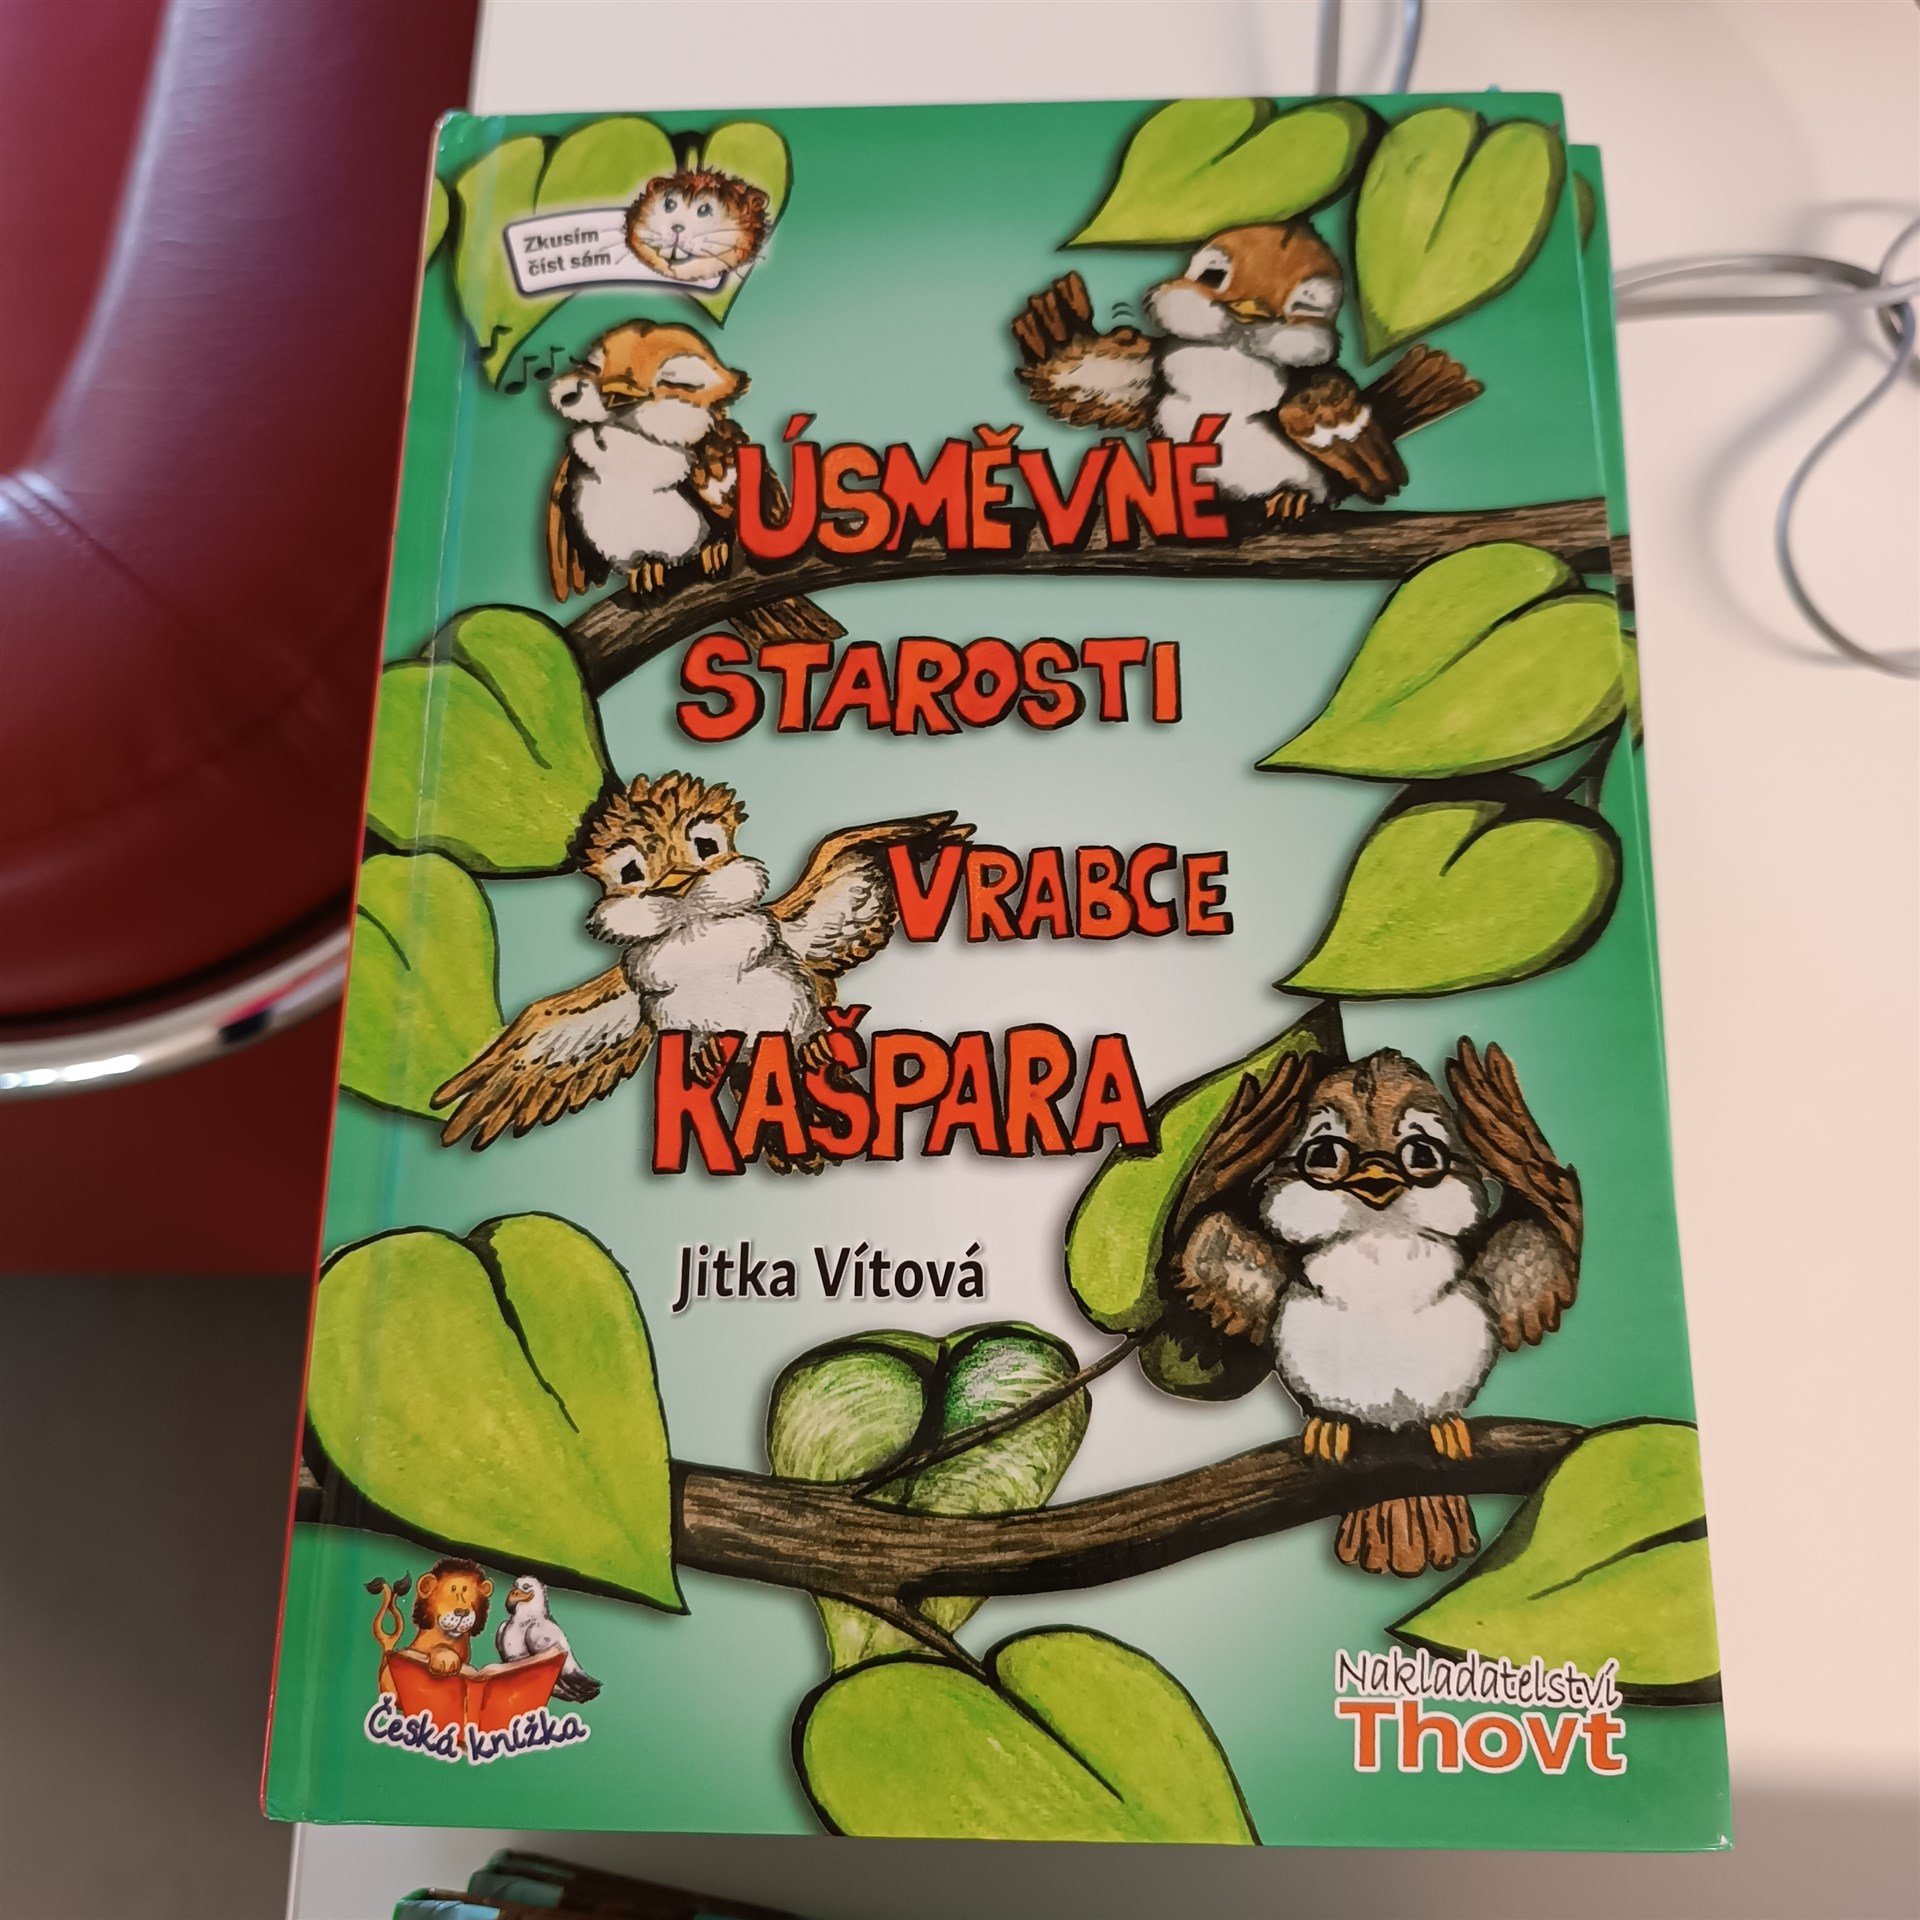 Zkusím
číst sám
ÚSMĚVNÉ
STAROSTI
VRABCE
KAŠPARA
Jitka Vítová
Česká knížka
Nakladatelství
Thovt